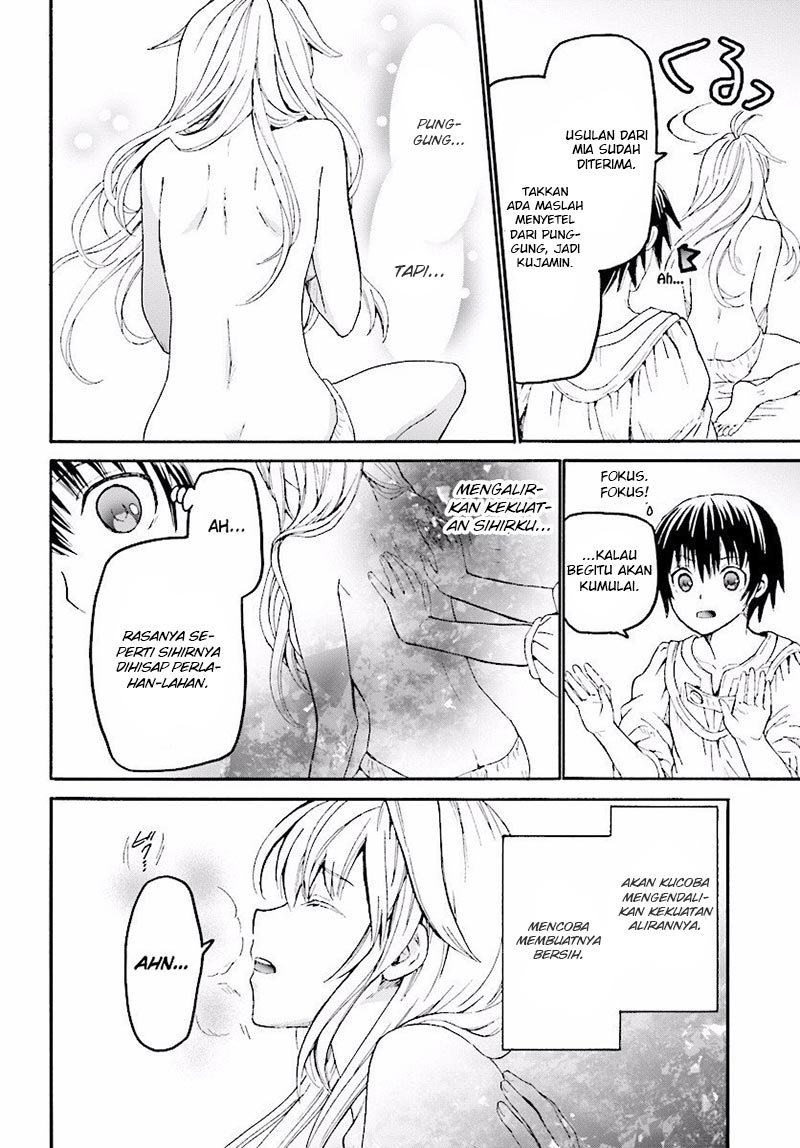 くるっ
USULAN DARI
MIA SUDAH
DITERIMA.
TAKKAN
ADA MASLAH
MENYETEL
DARI PUNG-
GUNG, JADI
KUJAMIN.
Ah...
PUNG-
GUNG...
TAPI...
FOKUS.
FOKUS!
...KALAU
BEGITU AKAN
KUMULAI.
MENGALIR-
KAN KEKUAT-
AN SIHIRKU...
AH...
RASANYA SE-
PERTI SIHIRNYA
DIHISAP PERLA-
HAN-LAHAN.
AKAN KUCOBA
MENGENDALI-
KAN KEKUATAN
ALIRANNYA.
MENCOBA
MEMBUATNYA
BERSIH.
AHN...